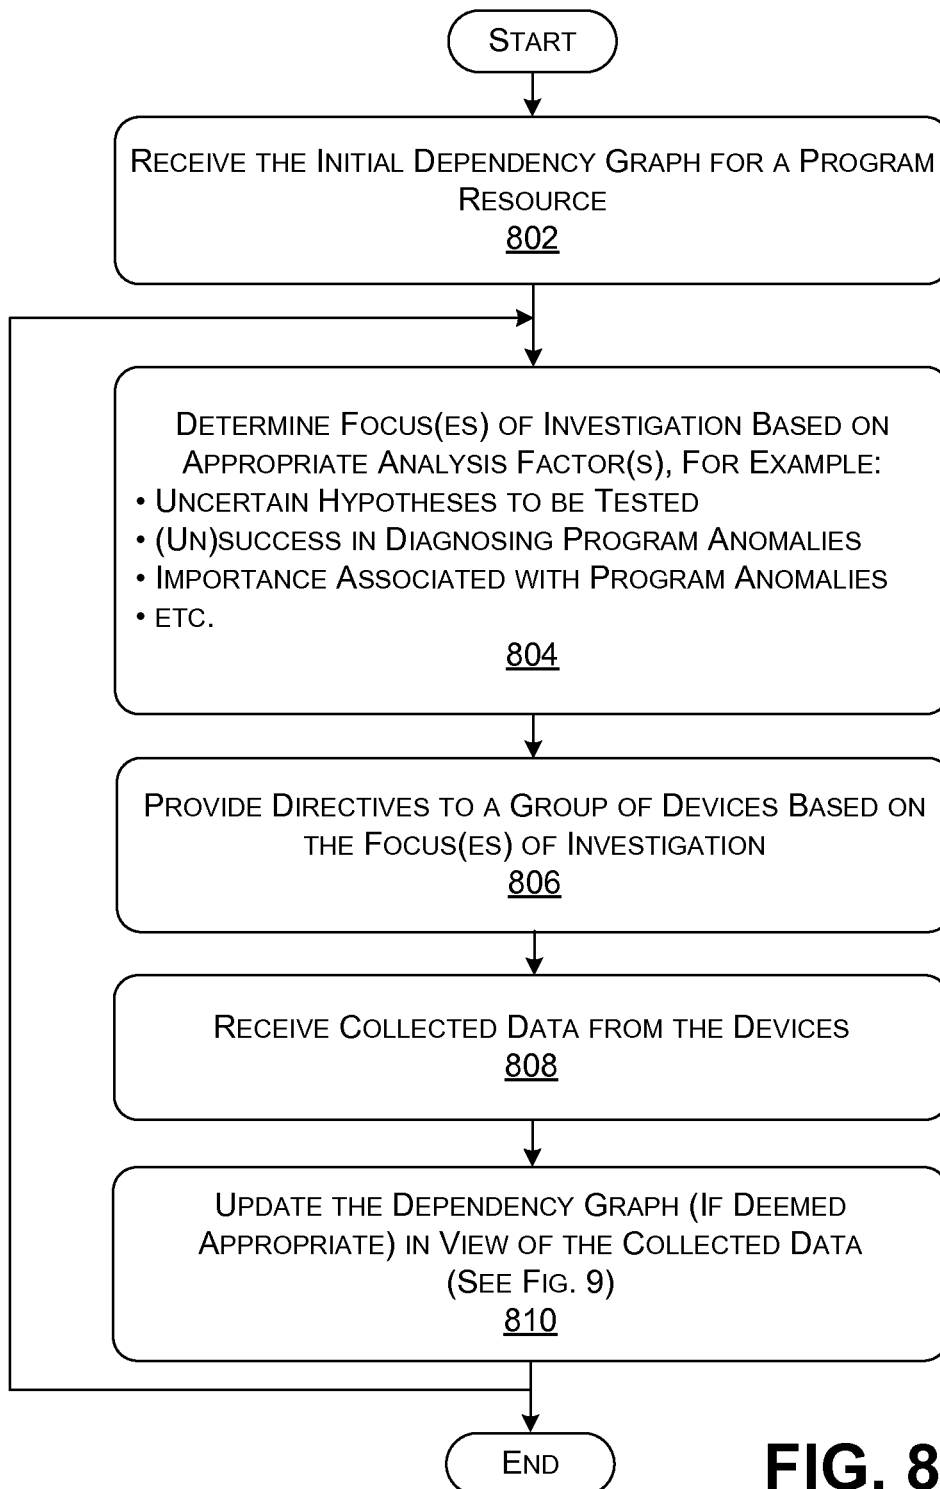 START
RECEIVE THE INITIAL DEPENDENCY GRAPH FOR A PROGRAM
RESOURCE
802
DETERMINE FOCUS(ES) OF INVESTIGATION BASED ON
APPROPRIATE ANALYSIS FACTOR(S), FOR EXAMPLE:
• UNCERTAIN HYPOTHESES TO BE TESTED
• (UN)SUCCESS IN DIAGNOSING PROGRAM ANOMALIES
• IMPORTANCE ASSOCIATED WITH PROGRAM ANOMALIES
• ETC.
804
PROVIDE DIRECTIVES TO A GROUP OF DEVICES BASED ON
THE FOCUS(ES) OF INVESTIGATION
806
RECEIVE COLLECTED DATA FROM THE DEVICES
808
UPDATE THE DEPENDENCY GRAPH (IF DEEMED
APPROPRIATE) IN VIEW OF THE COLLECTED DATA
(SEE FIG. 9)
810
END
FIG. 8